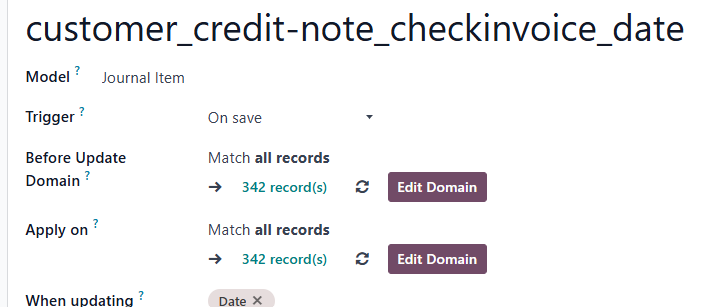 customer_credit-note_checkinvoice_date
Model ? Journal Item
Trigger ? On save
Before Update Domain ? Match all records
→ 342 record(s) Edit Domain
Apply on ? Match all records
→ 342 record(s) Edit Domain
When updating ? Date ×